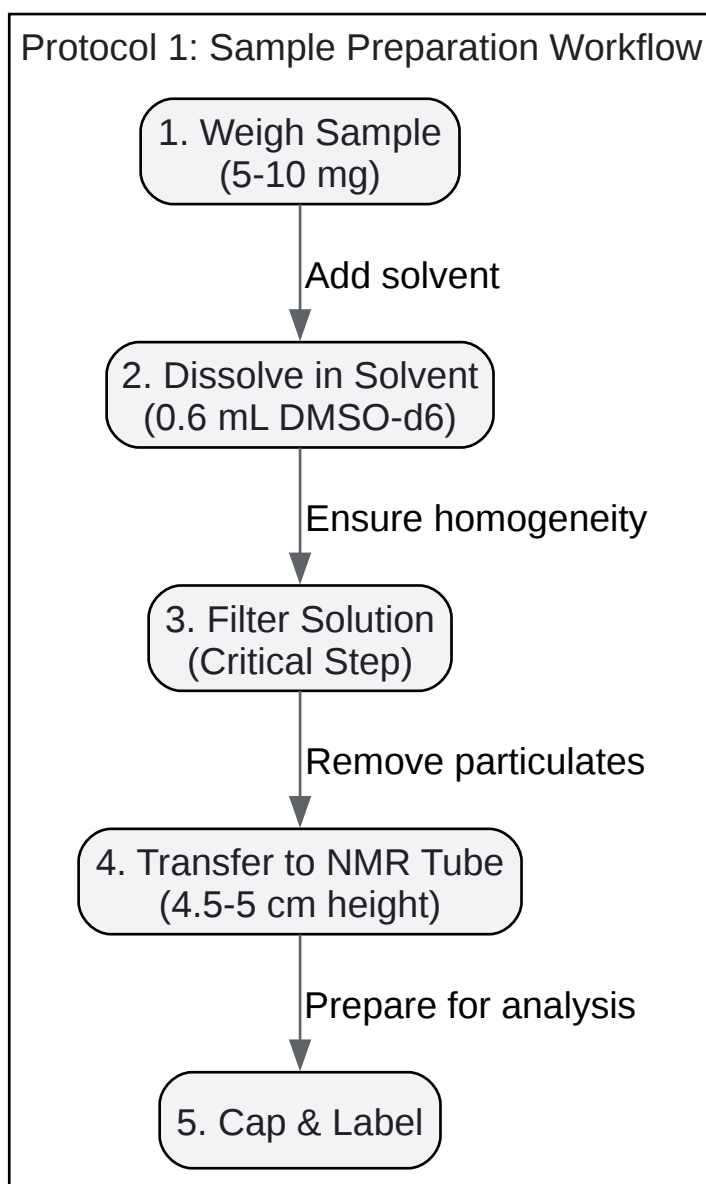 Protocol 1: Sample Preparation Workflow
1. Weigh Sample
(5-10 mg)
Add solvent
2. Dissolve in Solvent
(0.6 mL DMSO-d6)
Ensure homogeneity
3. Filter Solution
(Critical Step)
Remove particulates
4. Transfer to NMR Tube
(4.5-5 cm height)
Prepare for analysis
5. Cap & Label